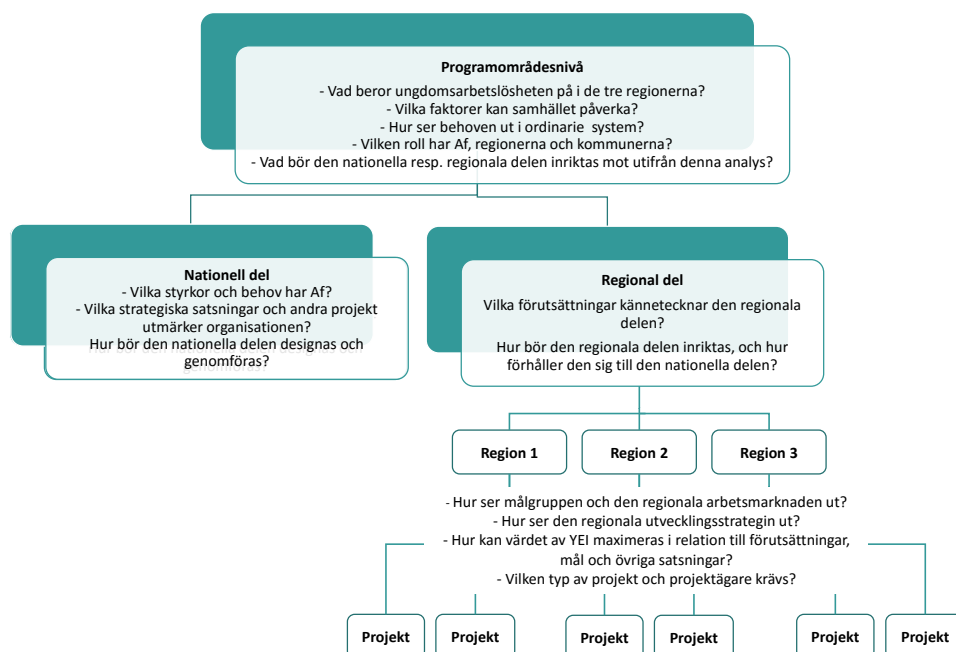 Programområdesnivå
- Vad beror ungdomsarbetslösheten på i de tre regionerna?
- Vilka faktorer kan samhället påverka?
- Hur ser behoven ut i ordinarie system?
- Vilken roll har Af, regionerna och kommunerna?
- Vad bör den nationella resp. regionala delen inriktas mot utifrån denna analys?
Nationell del
- Vilka styrkor och behov har Af?
- Vilka strategiska satsningar och andra projekt
utmärker organisationen?
Hur bör den nationella delen designas och
genomföras?
Regional del
Vilka förutsättningar kännetecknar den regionala
delen?
Hur bör den regionala delen inriktas, och hur
förhåller den sig till den nationella delen?
Region 1
Region 2
Region 3
- Hur ser målgruppen och den regionala arbetsmarknaden ut?
- Hur ser den regionala utvecklingsstrategin ut?
- Hur kan värdet av YEI maximeras i relation till förutsättningar,
mål och övriga satsningar?
- Vilken typ av projekt och projektägare krävs?
Projekt
Projekt
Projekt
Projekt
Projekt
Projekt